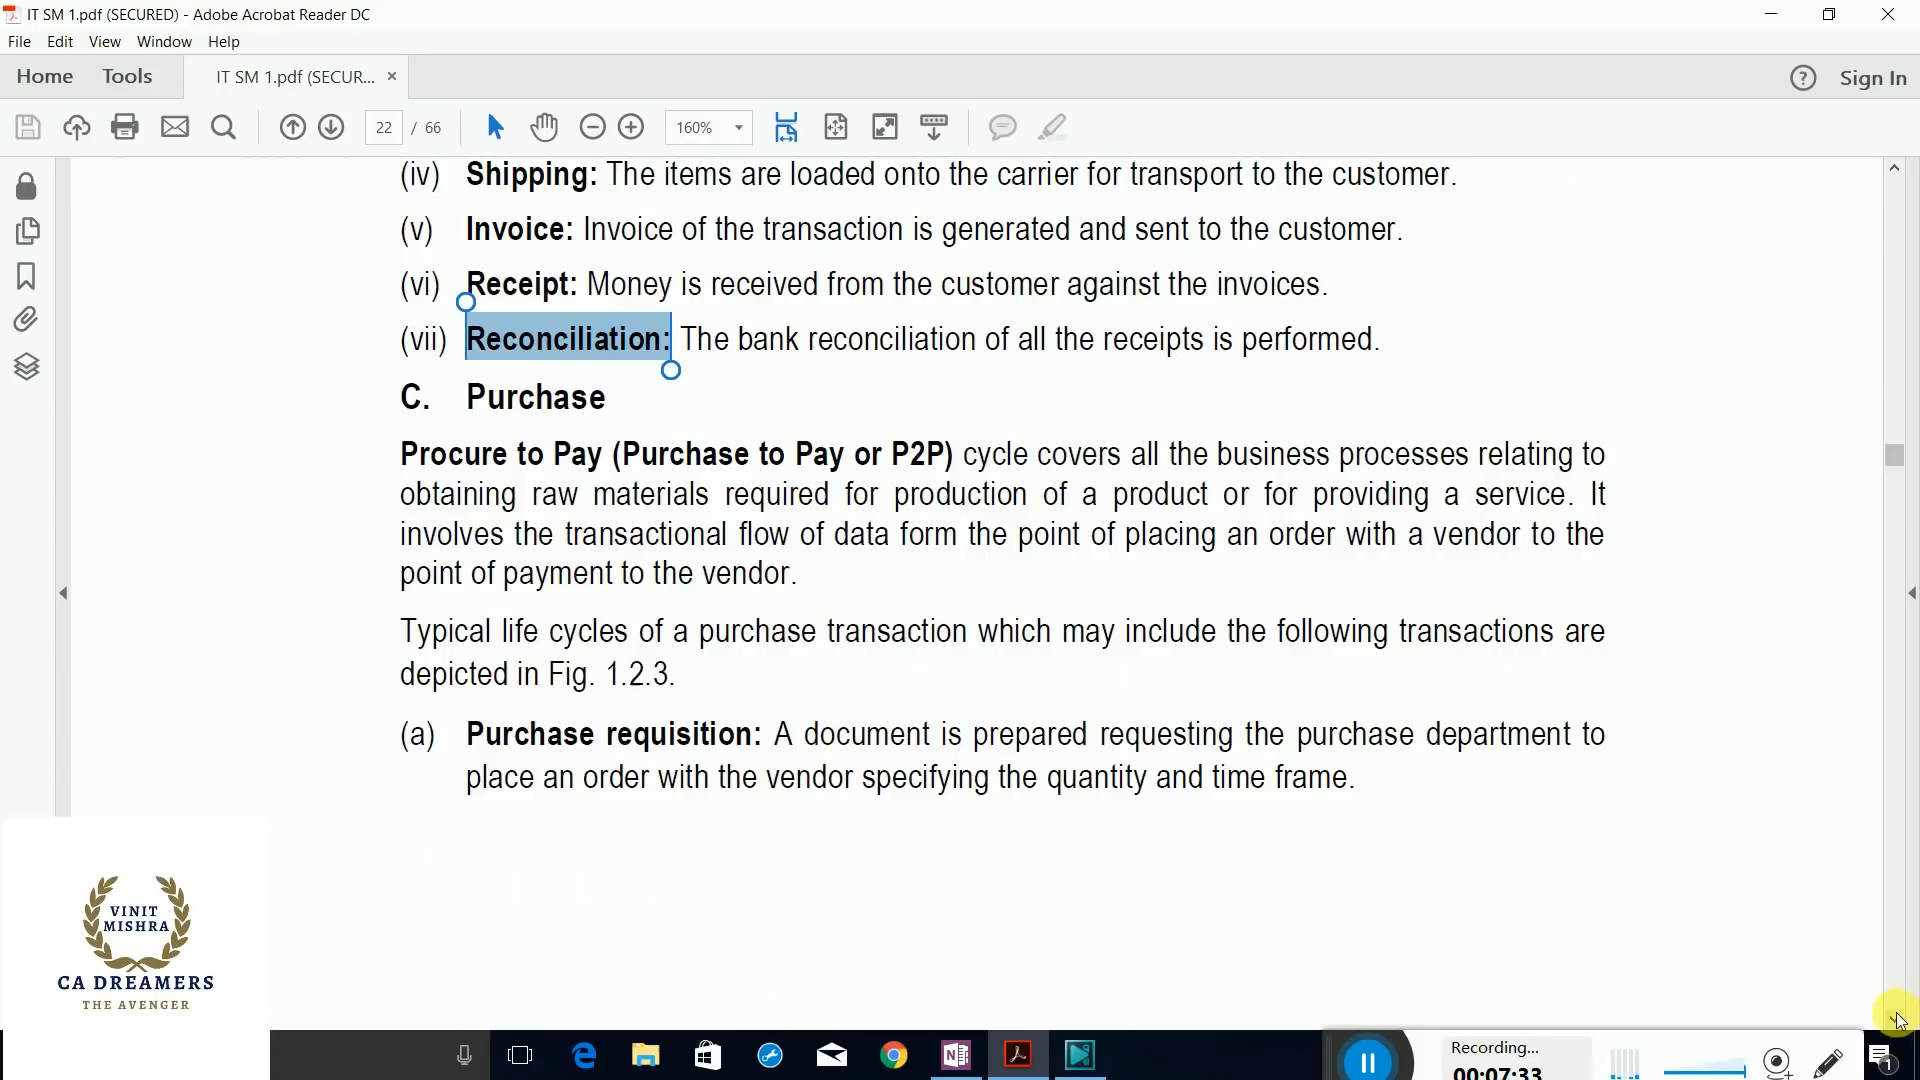 IT SM 1.pdf (SECURED) - Adobe Acrobat Reader DC
File Edit View Window Help
Home Tools IT SM 1.pdf (SECUR... × ? Sign In
22 / 66 160%
(iv) Shipping: The items are loaded onto the carrier for transport to the customer.
(v) Invoice: Invoice of the transaction is generated and sent to the customer.
(vi) Receipt: Money is received from the customer against the invoices.
(vii) Reconciliation: The bank reconciliation of all the receipts is performed.
C. Purchase
Procure to Pay (Purchase to Pay or P2P) cycle covers all the business processes relating to
obtaining raw materials required for production of a product or for providing a service. It
involves the transactional flow of data form the point of placing an order with a vendor to the
point of payment to the vendor.
Typical life cycles of a purchase transaction which may include the following transactions are
depicted in Fig. 1.2.3.
(a) Purchase requisition: A document is prepared requesting the purchase department to
place an order with the vendor specifying the quantity and time frame.
VINIT
MISHRA
CA DREAMERS
THE AVENGER
Recording...
00:07:33
1